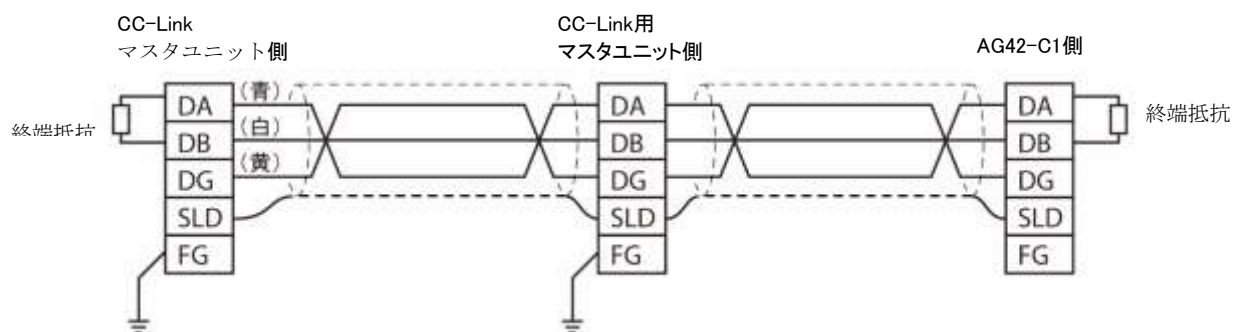 CC-Link
マスタユニット側
CC-Link用
マスタユニット側
AG42-C1側
終端抵抗
DA
DB
DG
SLD
FG
(青)
(白)
(黄)
DA
DB
DG
SLD
FG
DA
DB
DG
SLD
FG
終端抵抗